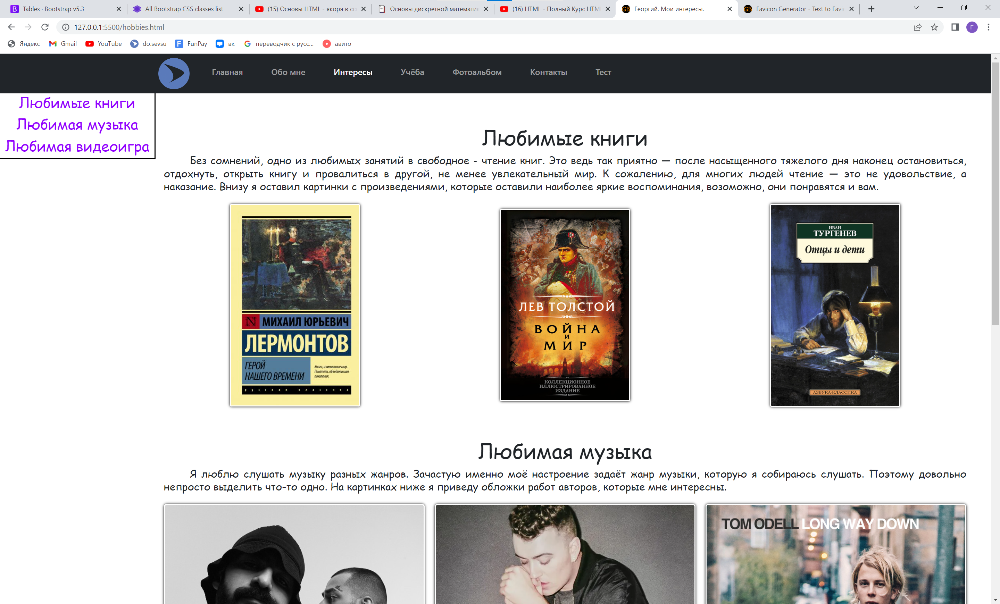 Tables · Bootstrap v5.3
All Bootstrap CSS classes list
(15) Основы HTML - якоря в сс
Основы дискретной математик
(16) HTML - Полный Курс HTM
Георгий. Мои интересы.
Favicon Generator - Text to Favic
127.0.0.1:5500/hobbies.html
Г
Яндекс
Gmail
YouTube
do.sevsu
FunPay
вк
переводчик с русс...
авито
Главная
Обо мне
Интересы
Учёба
Фотоальбом
Контакты
Тест
Любимые книги
Любимая музыка
Любимая видеоигра
Любимые книги
Без сомнений, одно из любимых занятий в свободное - чтение книг. Это ведь так приятно — после насыщенного тяжелого дня наконец остановиться,
отдохнуть, открыть книгу и провалиться в другой, не менее увлекательный мир. К сожалению, для многих людей чтение — это не удовольствие, а
наказание. Внизу я оставил картинки с произведениями, которые оставили наиболее яркие воспоминания, возоможно, они понравятся и вам.
МИХАИЛ ЮРЬЕВИЧ
ЛЕРМОНТОВ
ГЕРОЙ
НАШЕГО ВРЕМЕНИ
Книги, изменившие мир.
Писатели, объединившие
поколения.
русская классика
ЛЕВ ТОЛСТОЙ
ВОЙНА
И
МИР
КОЛЛЕКЦИОННОЕ
ИЛЛЮСТРИРОВАННОЕ
ИЗДАНИЕ
ИВАН
ТУРГЕНЕВ
Отцы и дети
АЗБУКА-КЛАССИКА
Любимая музыка
Я люблю слушать музыку разных жанров. Зачастую именно моё настроение задаёт жанр музыки, которую я собираюсь слушать. Поэтому довольно
непросто выделить что-то одно. На картинках ниже я приведу обложки работ авторов, которые мне интересны.
TOM ODELL LONG WAY DOWN